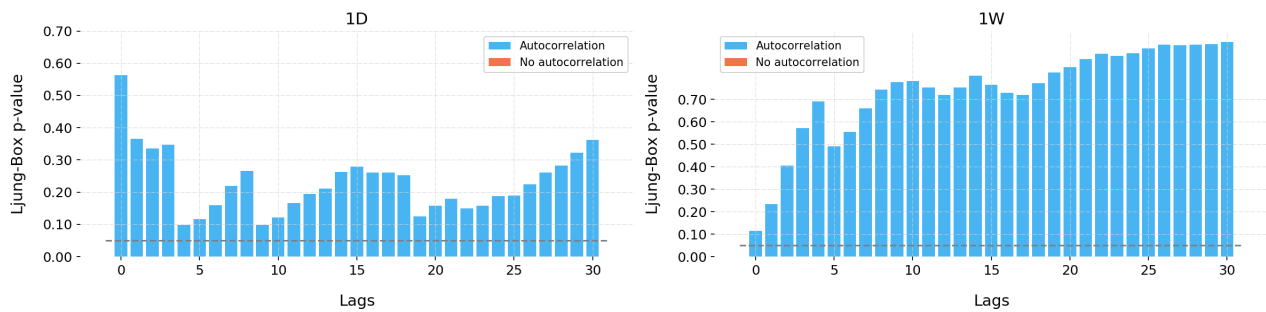 1D
Ljung-Box p-value
0.70
0.60
0.50
0.40
0.30
0.20
0.10
0.00
Autocorrelation
No autocorrelation
0 5 10 15 20 25 30
Lags
1W
Ljung-Box p-value
0.70
0.60
0.50
0.40
0.30
0.20
0.10
0.00
Autocorrelation
No autocorrelation
0 5 10 15 20 25 30
Lags